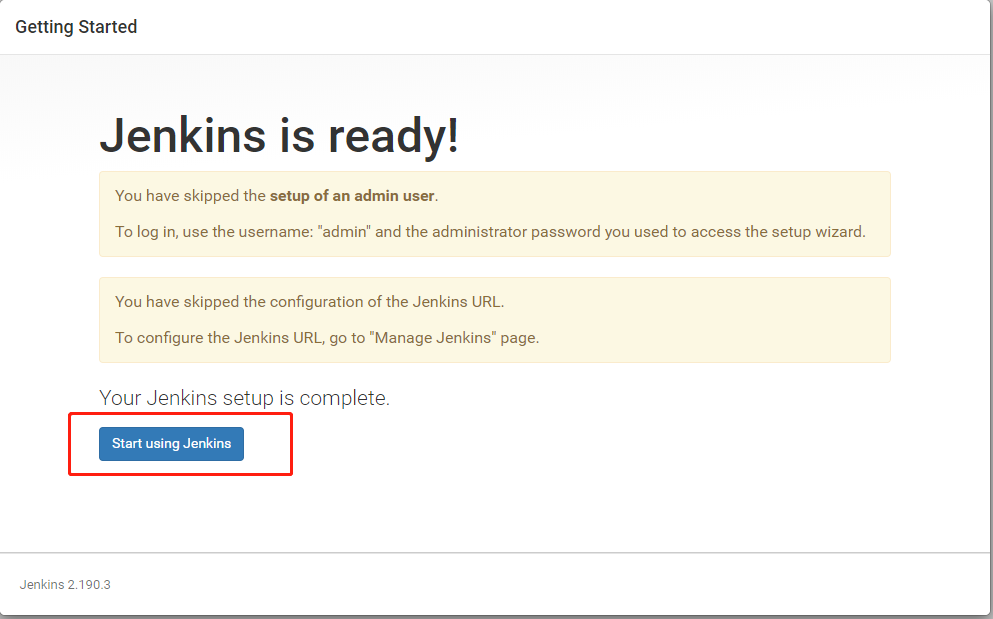 Getting Started
Jenkins is ready!
You have skipped the setup of an admin user.
To log in, use the username: "admin" and the administrator password you used to access the setup wizard.
You have skipped the configuration of the Jenkins URL.
To configure the Jenkins URL, go to "Manage Jenkins" page.
Your Jenkins setup is complete.
Start using Jenkins
Jenkins 2.190.3